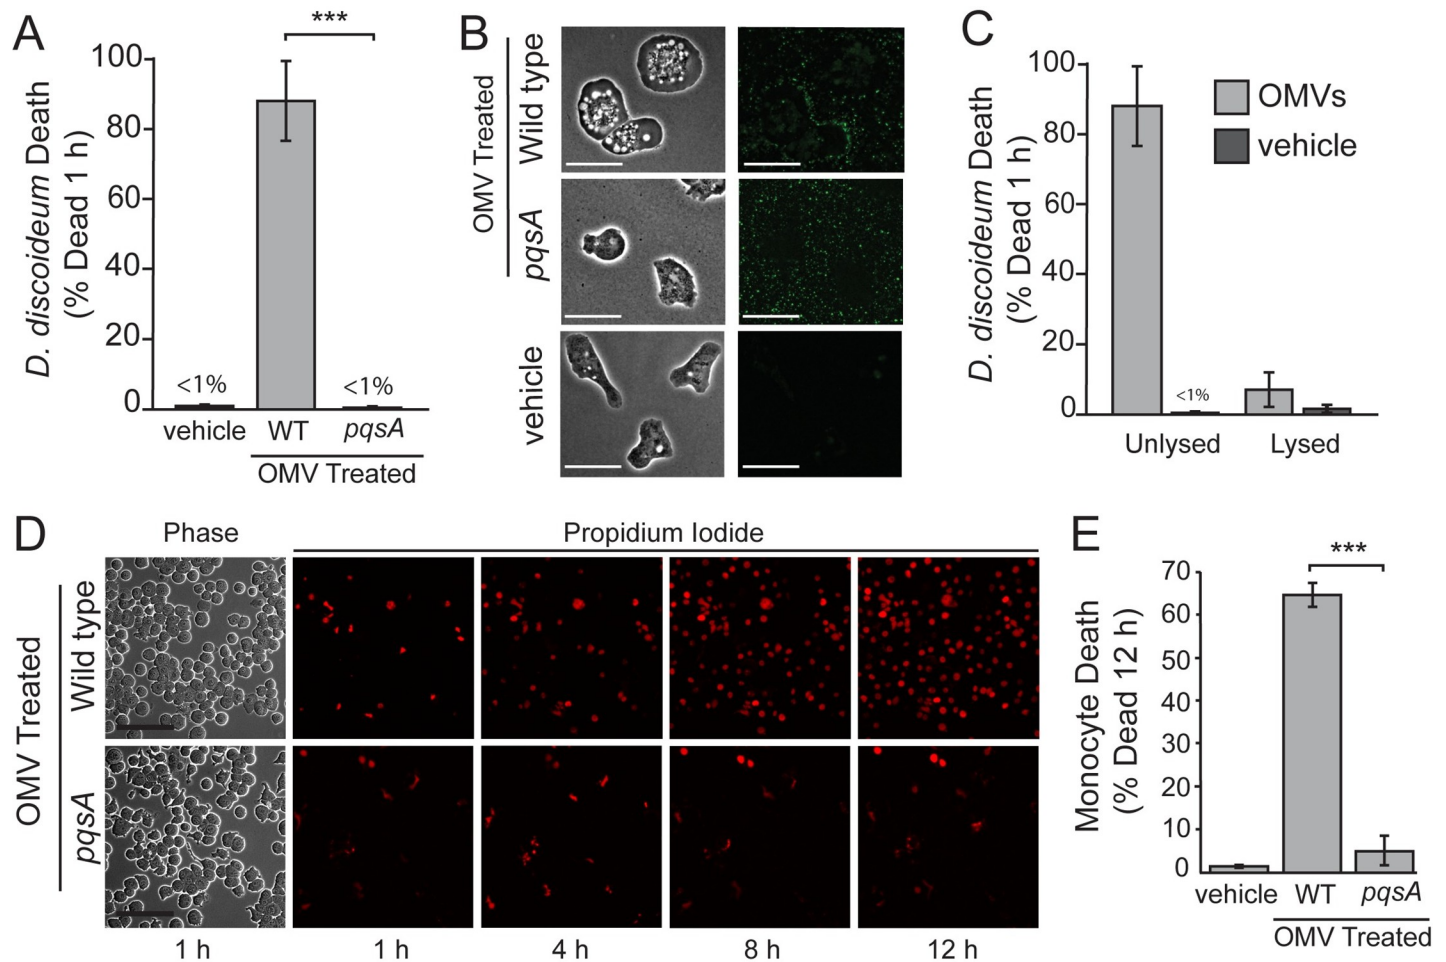 A
***
D. discoideum Death
(% Dead 1 h)
100
80
60
40
20
0
<1%
<1%
vehicle
WT
pqsA
OMV Treated
B
OMV Treated
Wild type
pqsA
vehicle
C
D. discoideum Death
(% Dead 1 h)
100
80
60
40
20
0
OMVs
vehicle
<1%
Unlysed
Lysed
D
Phase
Propidium Iodide
OMV Treated
Wild type
pqsA
1 h
1 h
4 h
8 h
12 h
E
***
Monocyte Death
(% Dead 12 h)
70
60
50
40
30
20
10
0
vehicle
WT
pqsA
OMV Treated